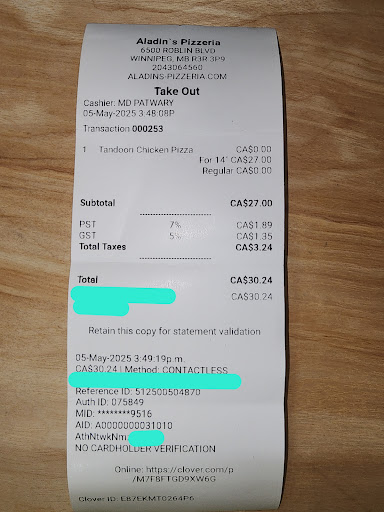 Aladin's Pizzeria
6500 ROBLIN BLVD
WINNIPEG, MB R3R 3P9
2043064560
ALADINS-PIZZERIA.COM
Take Out
Cashier: MD PATWARY
05-May-2025 3:48:08P
Transaction 000253
1 Tandoori Chicken Pizza CA$0.00
For 14" CA$27.00
Regular CA$0.00
Subtotal CA$27.00
PST 7% CA$1.89
GST 5% CA$1.35
Total Taxes CA$3.24
Total CA$30.24
CA$30.24
Retain this copy for statement validation
05-May-2025 3:49:19p.m.
CA$30.24 | Method: CONTACTLESS
Reference ID: 512500504870
Auth ID: 075849
MID: ********9516
AID: A0000000031010
AthNtwkNm:
NO CARDHOLDER VERIFICATION
Online: https://clover.com/p
/M7F8FTGD9XW6G
Clover ID: EB7EKMT0264P6